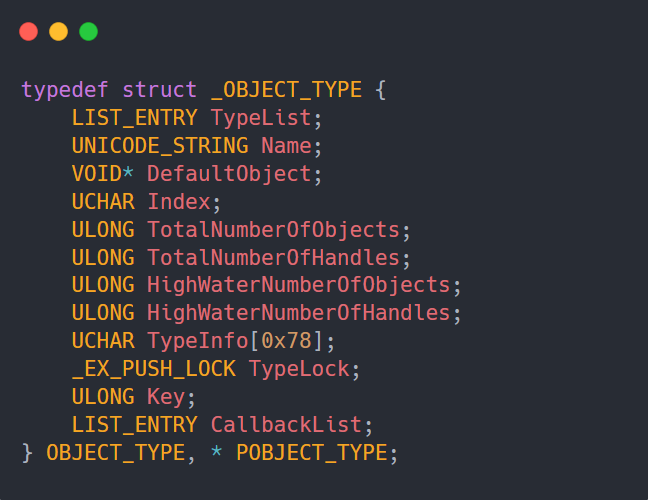 typedef struct _OBJECT_TYPE {
    LIST_ENTRY TypeList;
    UNICODE_STRING Name;
    VOID* DefaultObject;
    UCHAR Index;
    ULONG TotalNumberOfObjects;
    ULONG TotalNumberOfHandles;
    ULONG HighWaterNumberOfObjects;
    ULONG HighWaterNumberOfHandles;
    UCHAR TypeInfo[0x78];
    _EX_PUSH_LOCK TypeLock;
    ULONG Key;
    LIST_ENTRY CallbackList;
} OBJECT_TYPE, * POBJECT_TYPE;